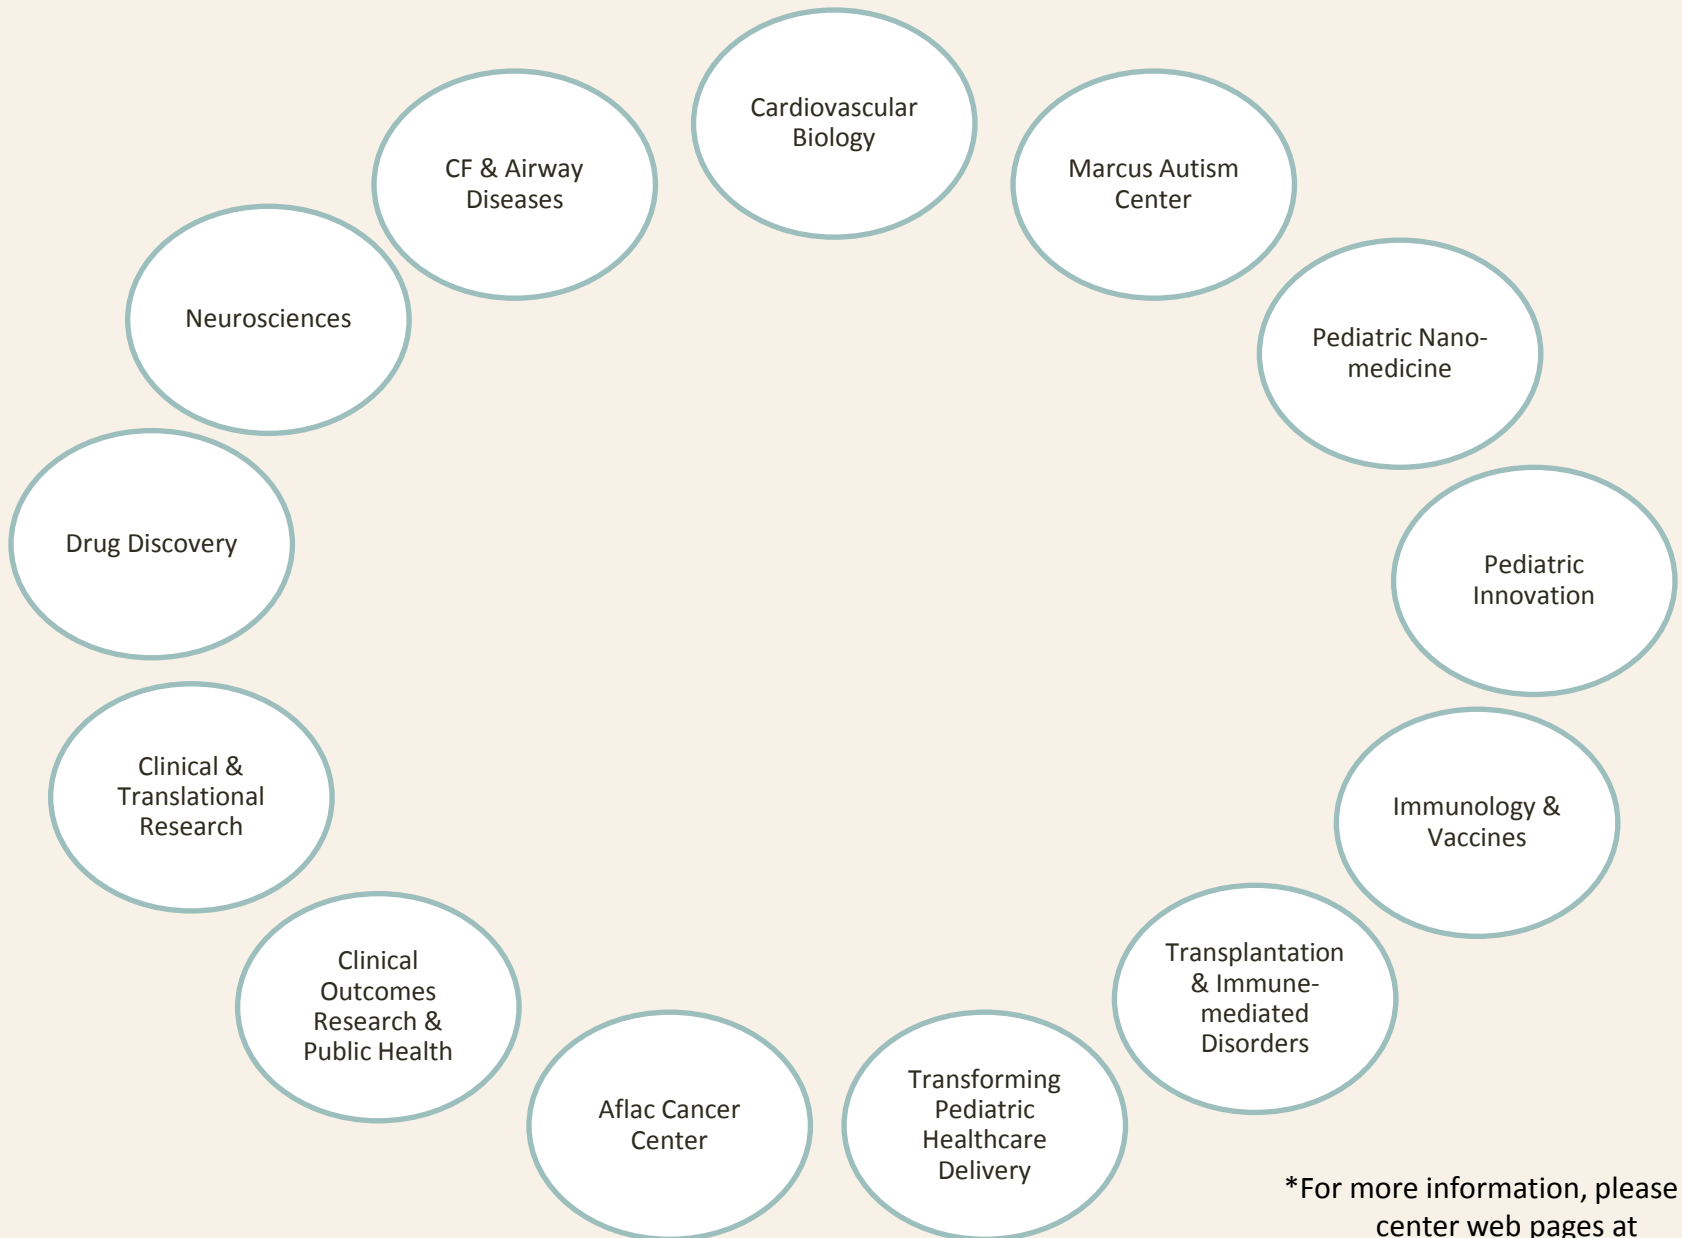 Cardiovascular
Biology
Marcus Autism
Center
Pediatric Nano-
medicine
Pediatric
Innovation
Immunology &
Vaccines
Transplantation
& Immune-
mediated
Disorders
Transforming
Pediatric
Healthcare
Delivery
Aflac Cancer
Center
Clinical
Outcomes
Research &
Public Health
Clinical &
Translational
Research
Drug Discovery
Neurosciences
CF & Airway
Diseases
*For more information, please
center web pages at